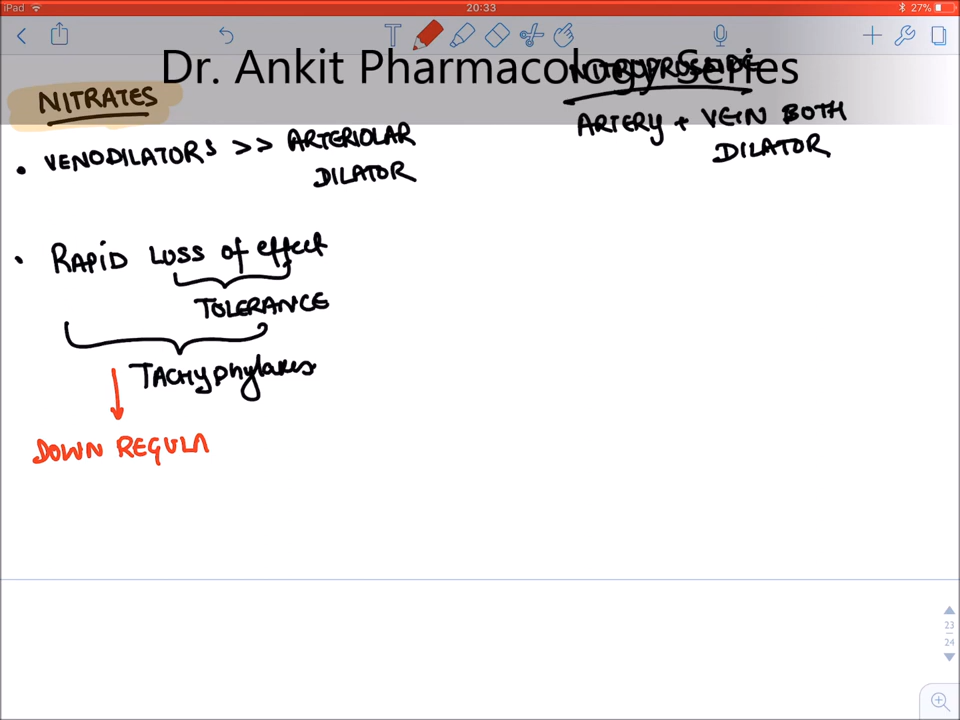 iPad 20:33 27%
T
Dr. Ankit Pharmacology Series
NITRATES
NITROPRUSSIDE
• VENODILATORS >> ARTERIOLAR
DILATOR
ARTERY + VEIN BOTH
DILATOR
• RAPID LOSS of effect
TOLERANCE
TACHyphylaxes
DOWN REGULA
23
24